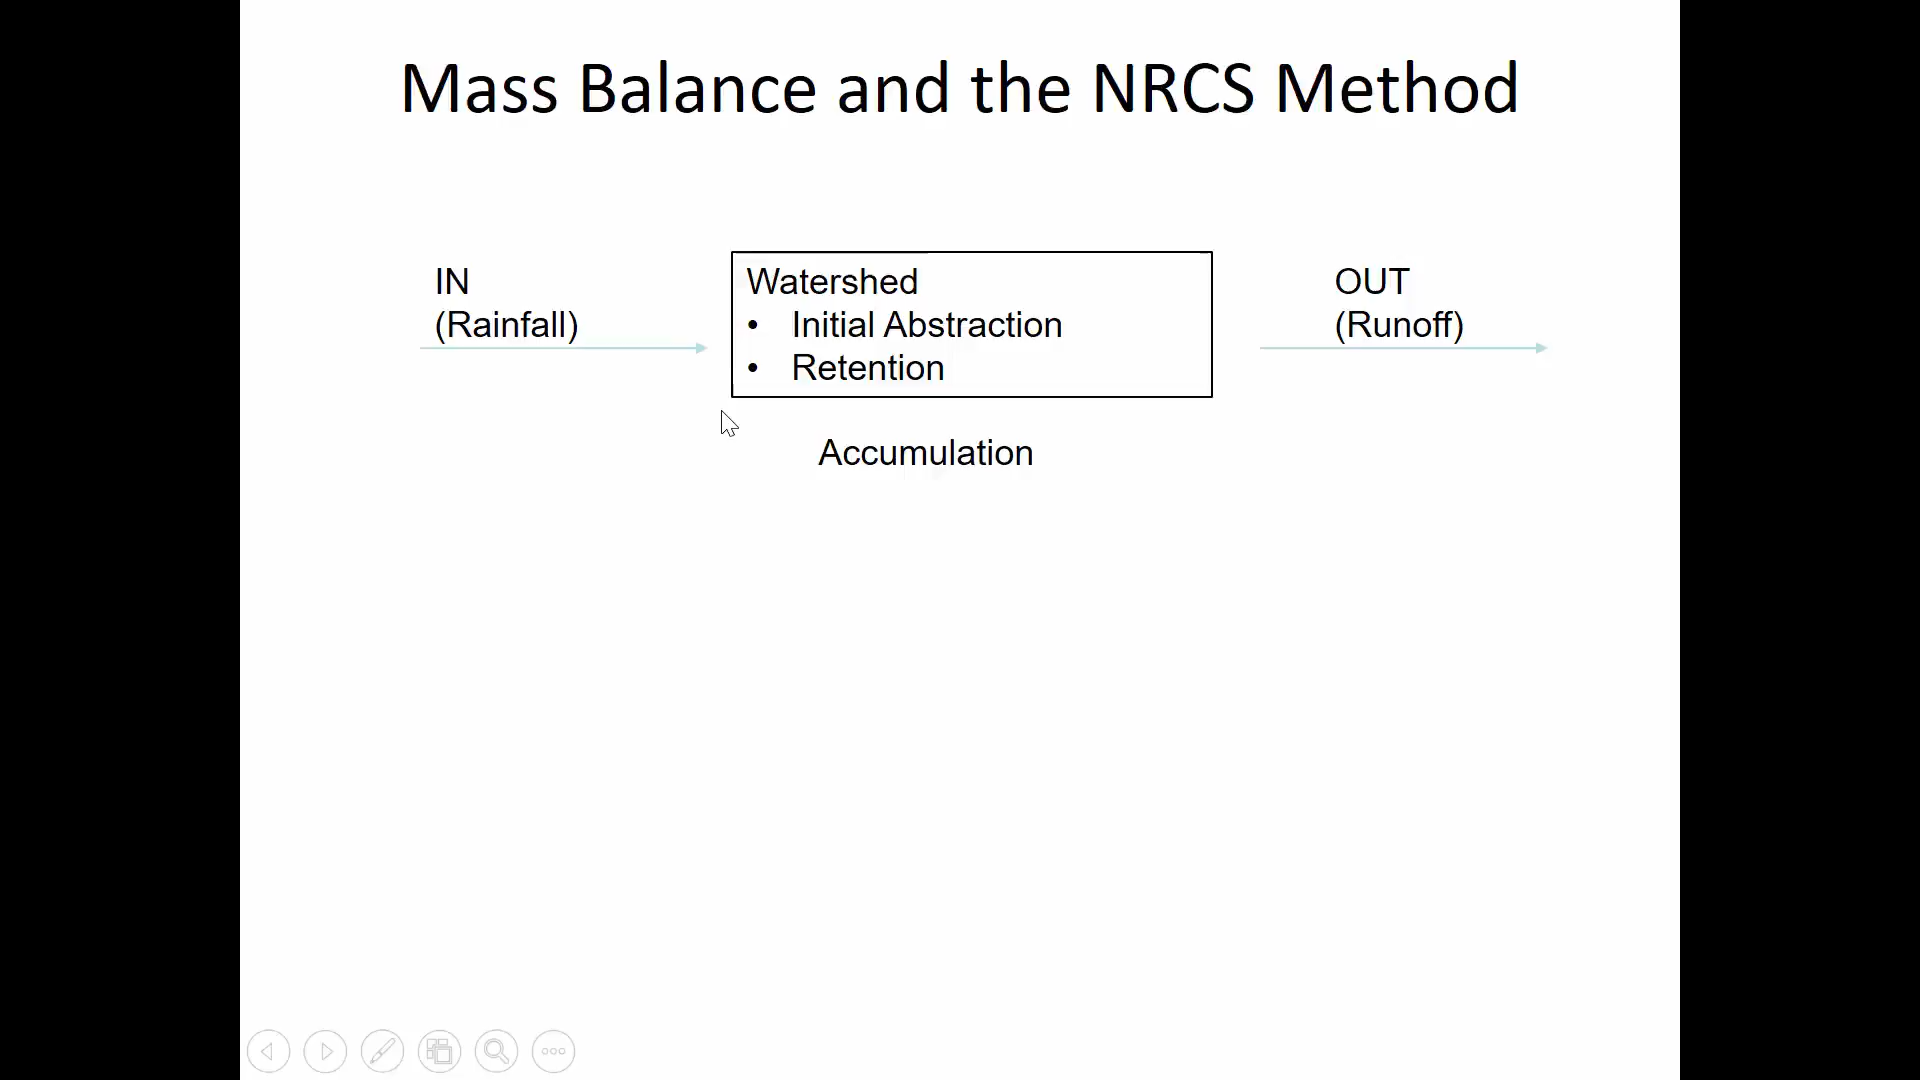 Mass Balance and the NRCS Method
IN
(Rainfall)
Watershed
• Initial Abstraction
• Retention
OUT
(Runoff)
Accumulation